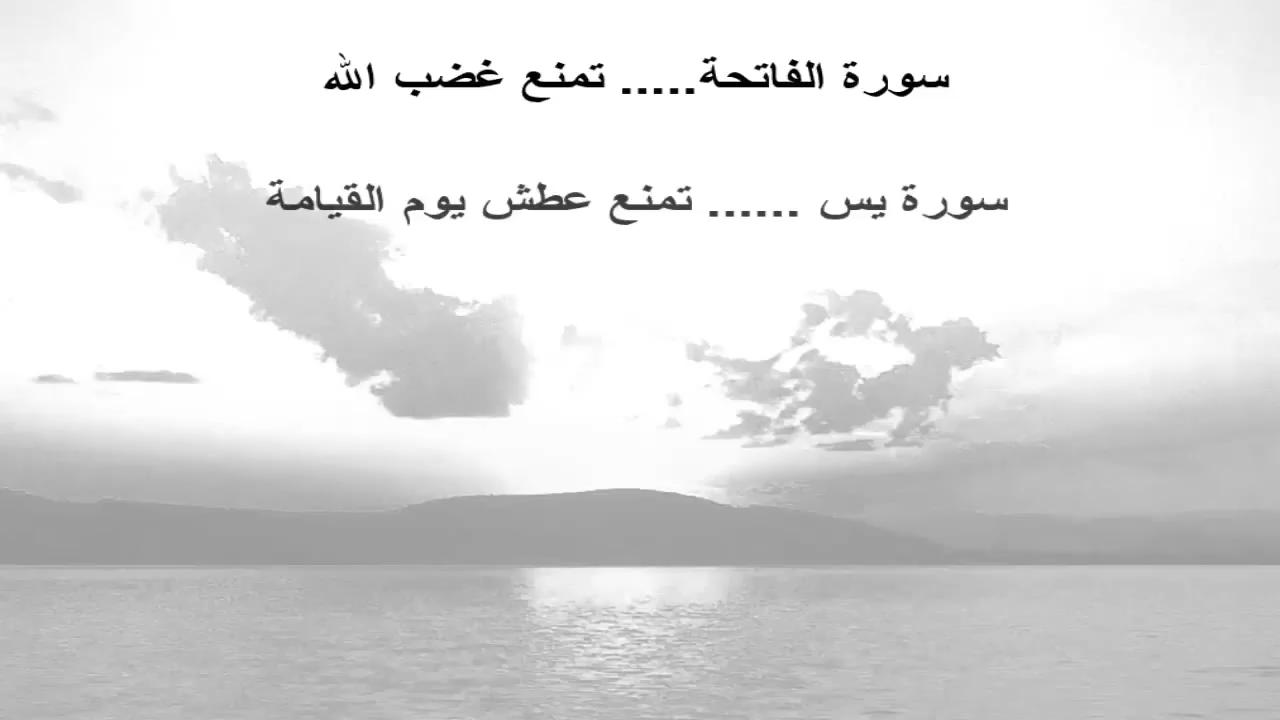 سورة الفاتحة..... تمنع غضب الله
سورة يس ...... تمنع عطش يوم القيامة